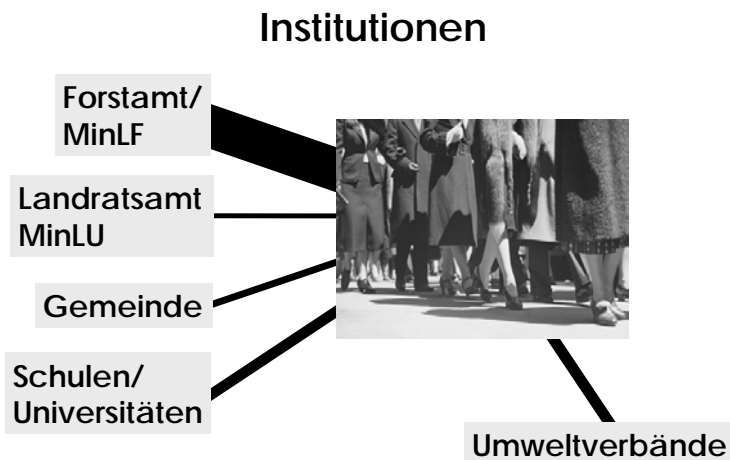 Institutionen
Forstamt/
MinLF
Landratsamt
MinLU
Gemeinde
Schulen/
Universitäten
Umweltverbände